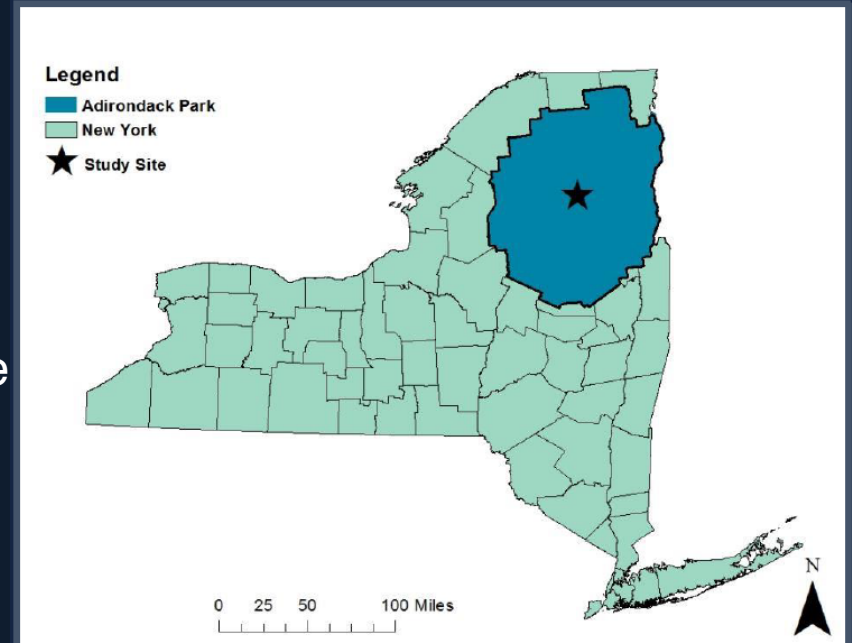 Legend
Adirondack Park
New York
Study Site
e
N
0 25 50 100 Miles